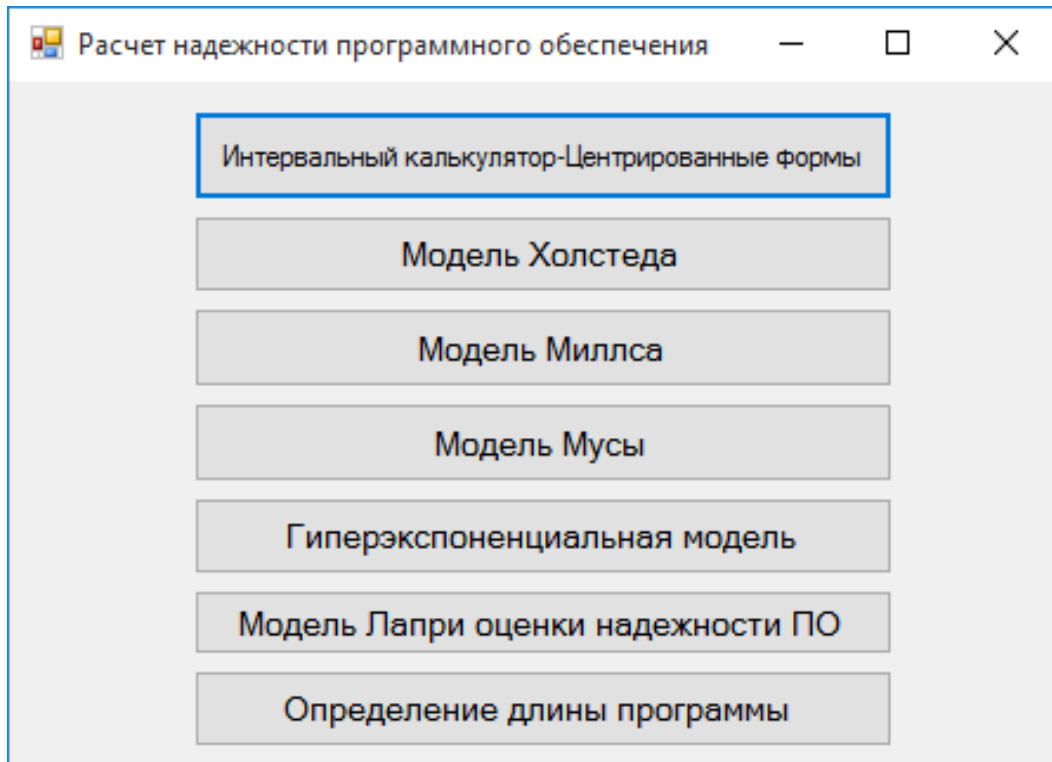 Расчет надежности программного обеспечения
Интервальный калькулятор-Центрированные формы
Модель Холстеда
Модель Миллса
Модель Мусы
Гиперэкспоненциальная модель
Модель Лапри оценки надежности ПО
Определение длины программы